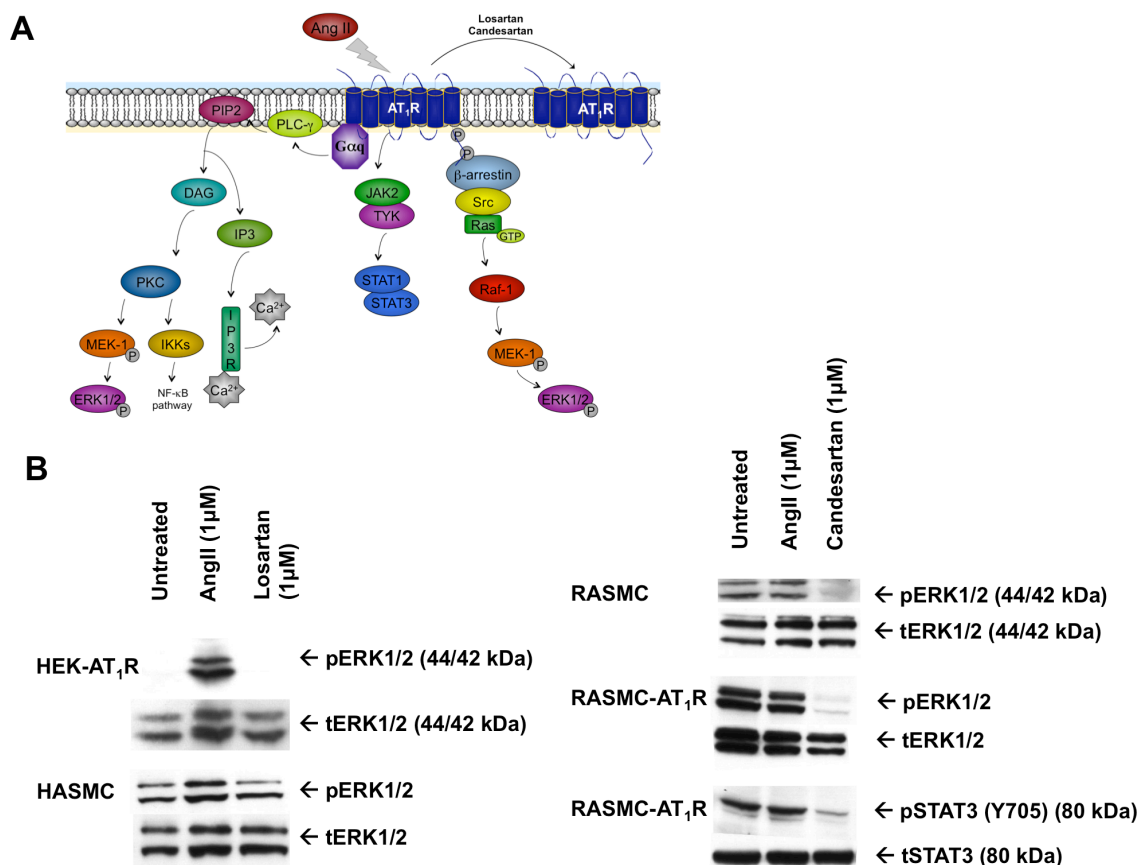 A
Ang II
Losartan
Candesartan
AT₁R
AT₁R
PIP2
PLC-γ
Gαq
P
P
β-arrestin
DAG
JAK2
Src
TYK
Ras
GTP
IP3
PKC
STAT1
STAT3
Raf-1
Ca²⁺
I
P
3
R
MEK-1
P
IKKs
MEK-1
P
Ca²⁺
ERK1/2
P
NF-κB
pathway
ERK1/2
P
B
Untreated
AngII (1µM)
Losartan
(1µM)
HEK-AT₁R
← pERK1/2 (44/42 kDa)
← tERK1/2 (44/42 kDa)
HASMC
← pERK1/2
← tERK1/2
Untreated
AngII (1µM)
Candesartan (1µM)
RASMC
← pERK1/2 (44/42 kDa)
← tERK1/2 (44/42 kDa)
RASMC-AT₁R
← pERK1/2
← tERK1/2
RASMC-AT₁R
← pSTAT3 (Y705) (80 kDa)
← tSTAT3 (80 kDa)